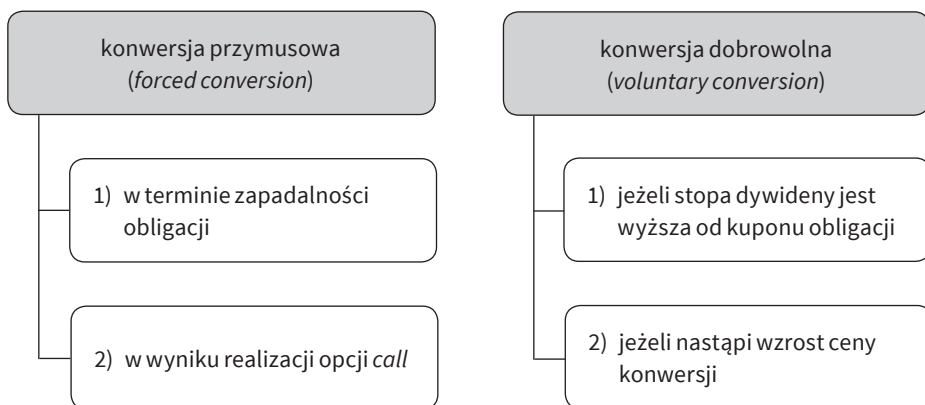 konwersja przymusowa
(forced conversion)
1) w terminie zapadalności
obligacji
2) w wyniku realizacji opcji call
konwersja dobrowolna
(voluntary conversion)
1) jeżeli stopa dywideny jest
wyższa od kuponu obligacji
2) jeżeli nastąpi wzrost ceny
konwersji